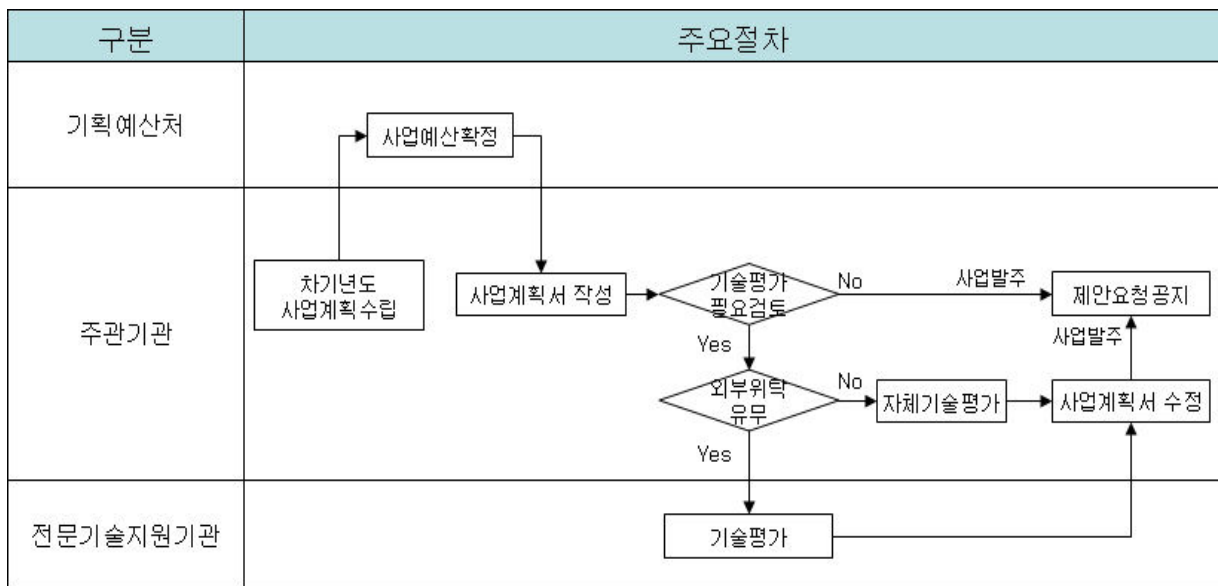 구분
주요절차
기획예산처
사업예산확정
주관기관
차기년도
사업계획수립
사업계획서 작성
기술평가
필요검토
No
사업발주
제안요청공지
Yes
사업발주
외부위탁
유무
No
자체기술평가
사업계획서 수정
Yes
전문기술지원기관
기술평가